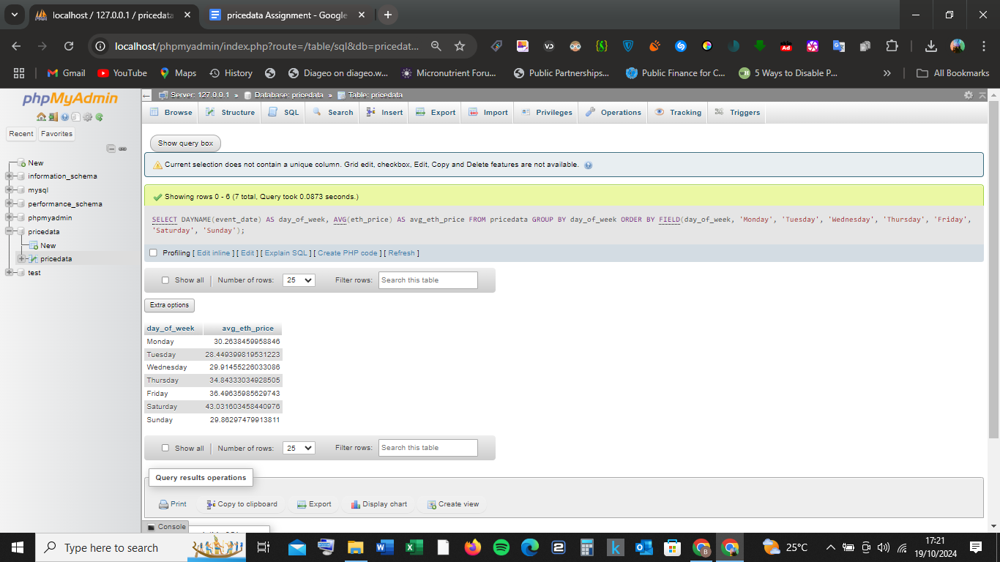 localhost / 127.0.0.1 / pricedata
pricedata Assignment - Google
localhost/phpmyadmin/index.php?route=/table/sql&db=pricedat...
Gmail
YouTube
Maps
History
Diageo on diageo.w...
Micronutrient Foru...
Public Partnerships...
Public Finance for C...
5 Ways to Disable P...
»
All Bookmarks
phpMyAdmin
Recent
Favorites
New
information_schema
mysql
performance_schema
phpmyadmin
pricedata
New
pricedata
test
Server: 127.0.0.1 » Database: pricedata » Table: pricedata
Browse
Structure
SQL
Search
Insert
Export
Import
Privileges
Operations
Tracking
Triggers
Show query box
Current selection does not contain a unique column. Grid edit, checkbox, Edit, Copy and Delete features are not available.
Showing rows 0 - 6 (7 total, Query took 0.0873 seconds.)
SELECT DAYNAME(event_date) AS day_of_week, AVG(eth_price) AS avg_eth_price FROM pricedata GROUP BY day_of_week ORDER BY FIELD(day_of_week, 'Monday', 'Tuesday', 'Wednesday', 'Thursday', 'Friday',
'Saturday', 'Sunday');
Profiling [ Edit inline ] [ Edit ] [ Explain SQL ] [ Create PHP code ] [ Refresh ]
Show all
Number of rows: 25
Filter rows: Search this table
Extra options
day_of_week avg_eth_price
Monday 30.2638459958846
Tuesday 28.449399819531223
Wednesday 29.91455226033086
Thursday 34.84333034928505
Friday 36.49635985629743
Saturday 43.031603458440976
Sunday 29.86297479913811
Show all
Number of rows: 25
Filter rows: Search this table
Query results operations
Print
Copy to clipboard
Export
Display chart
Create view
Console
Type here to search
25°C
17:21
19/10/2024